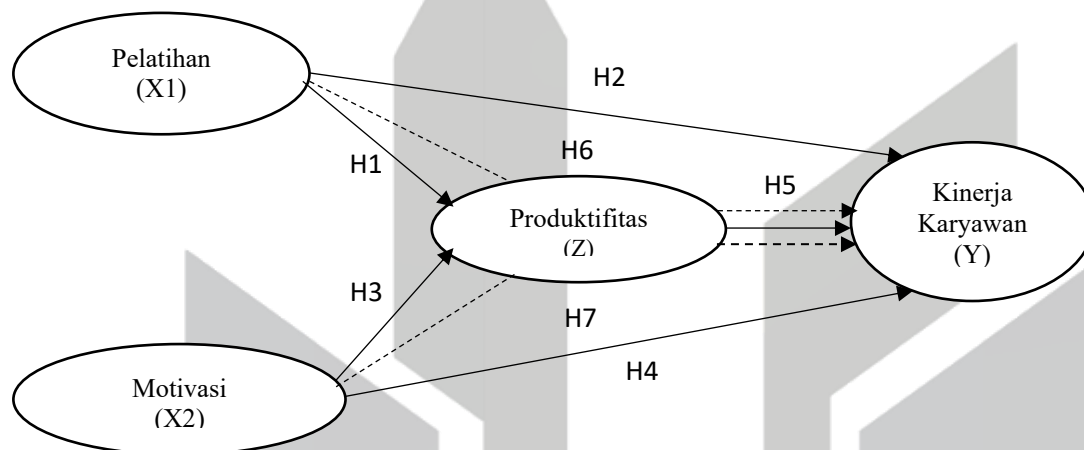 Pelatihan
(X1)
H2
H1
H6
H5
Produktifitas
(Z)
Kinerja
Karyawan
(Y)
H3
H7
H4
Motivasi
(X2)